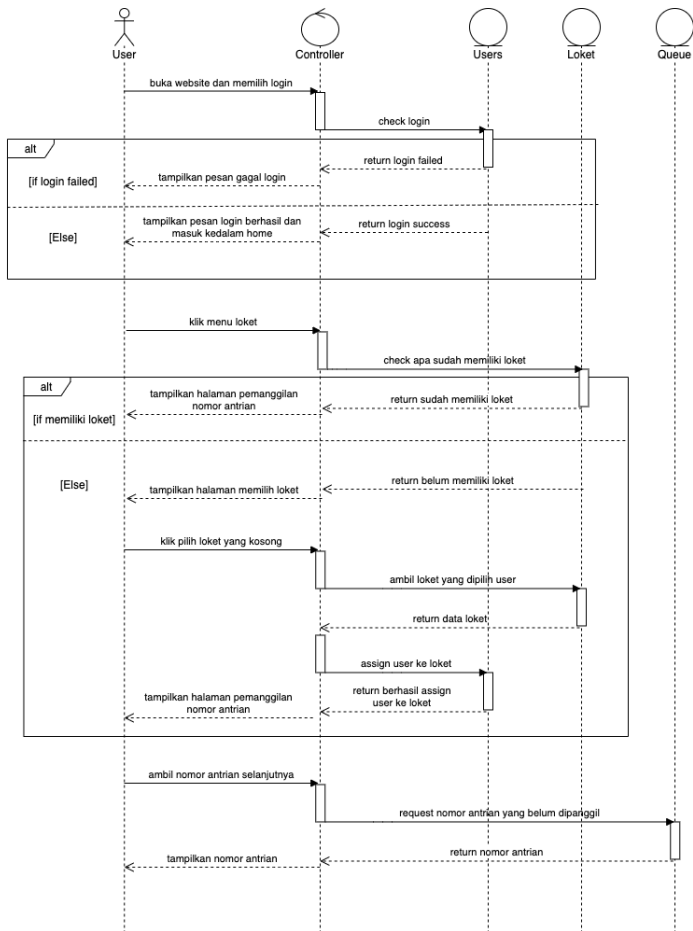 User
Controller
Users
Loket
Queue
buka website dan memilih login
check login
alt
return login failed
[if login failed]
tampilkan pesan gagal login
tampilkan pesan login berhasil dan
masuk kedalam home
return login success
[Else]
klik menu loket
check apa sudah memiliki loket
alt
tampilkan halaman pemanggilan
nomor antrian
return sudah memiliki loket
[if memiliki loket]
[Else]
return belum memiliki loket
tampilkan halaman memilih loket
klik pilih loket yang kosong
ambil loket yang dipilih user
return data loket
assign user ke loket
return berhasil assign
user ke loket
tampilkan halaman pemanggilan
nomor antrian
ambil nomor antrian selanjutnya
request nomor antrian yang belum dipanggil
return nomor antrian
tampilkan nomor antrian